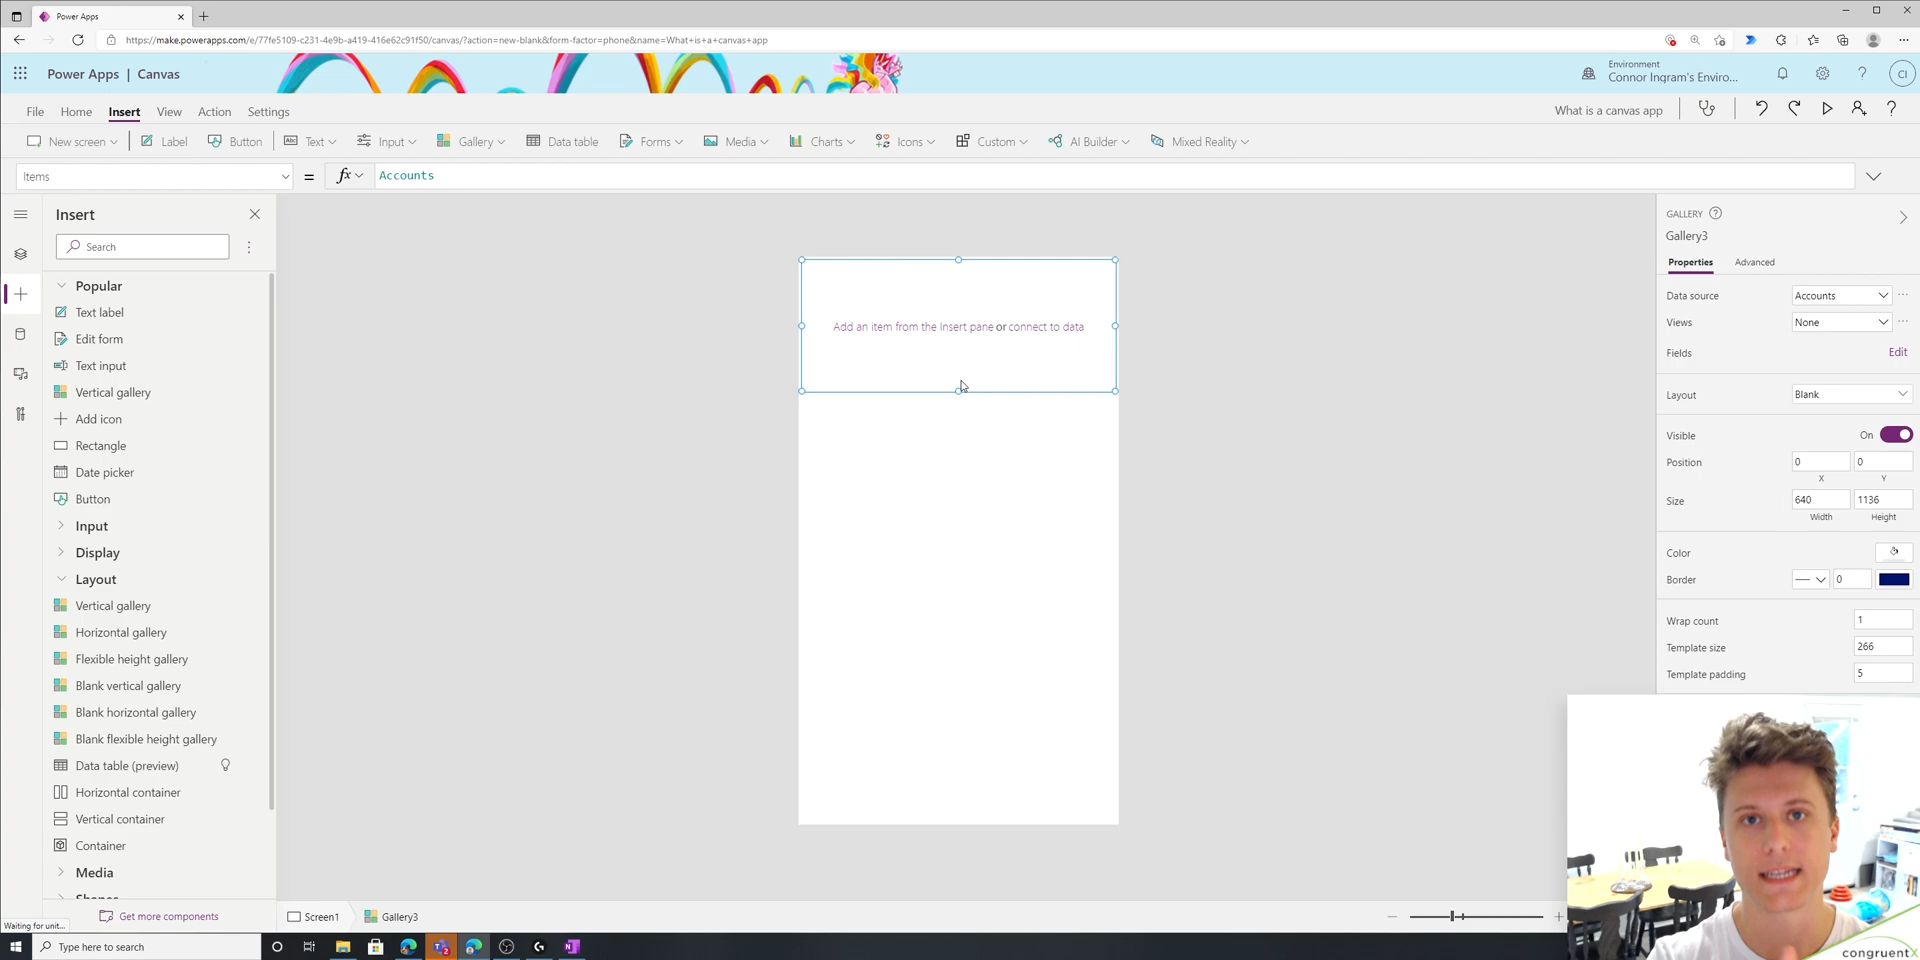 Power Apps
https://make.powerapps.com/e/77fe5109-c231-4e9b-a419-416e62c91f50/canvas/?action=new-blank&form-factor=phone&name=What+is+a+canvas+app
Power Apps | Canvas
Environment
Connor Ingram's Enviro...
CI
File Home Insert View Action Settings
What is a canvas app
New screen Label Button Text Input Gallery Data table Forms Media Charts Icons Custom AI Builder Mixed Reality
Items = fx Accounts
Insert
Search
Popular
Text label
Edit form
Text input
Vertical gallery
Add icon
Rectangle
Date picker
Button
Input
Display
Layout
Vertical gallery
Horizontal gallery
Flexible height gallery
Blank vertical gallery
Blank horizontal gallery
Blank flexible height gallery
Data table (preview)
Horizontal container
Vertical container
Container
Media
Get more components
Waiting for unit...
Add an item from the Insert pane or connect to data
Screen1 Gallery3
GALLERY
Gallery3
Properties Advanced
Data source Accounts
Views None
Fields Edit
Layout Blank
Visible On
Position 0 0
X Y
Size 640 1136
Width Height
Color
Border 0
Wrap count 1
Template size 266
Template padding 5
Type here to search
congruentX